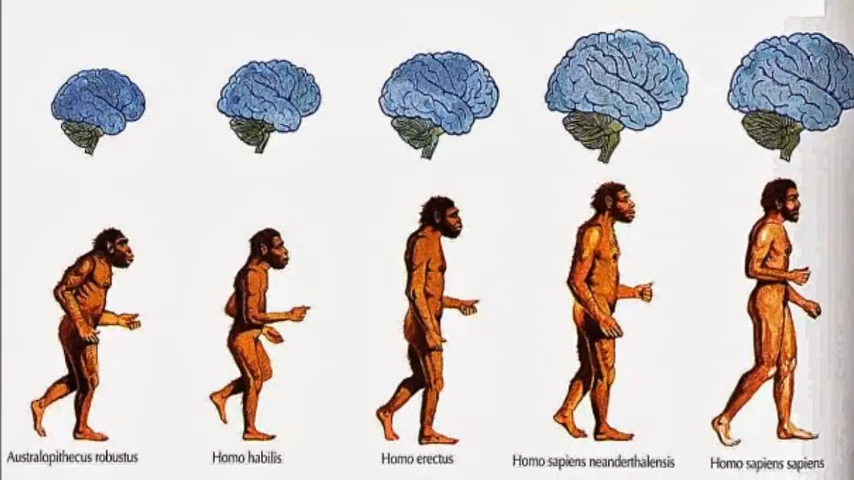 Australopithecus robustus
Homo habilis
Homo erectus
Homo sapiens neanderthalensis
Homo sapiens sapiens